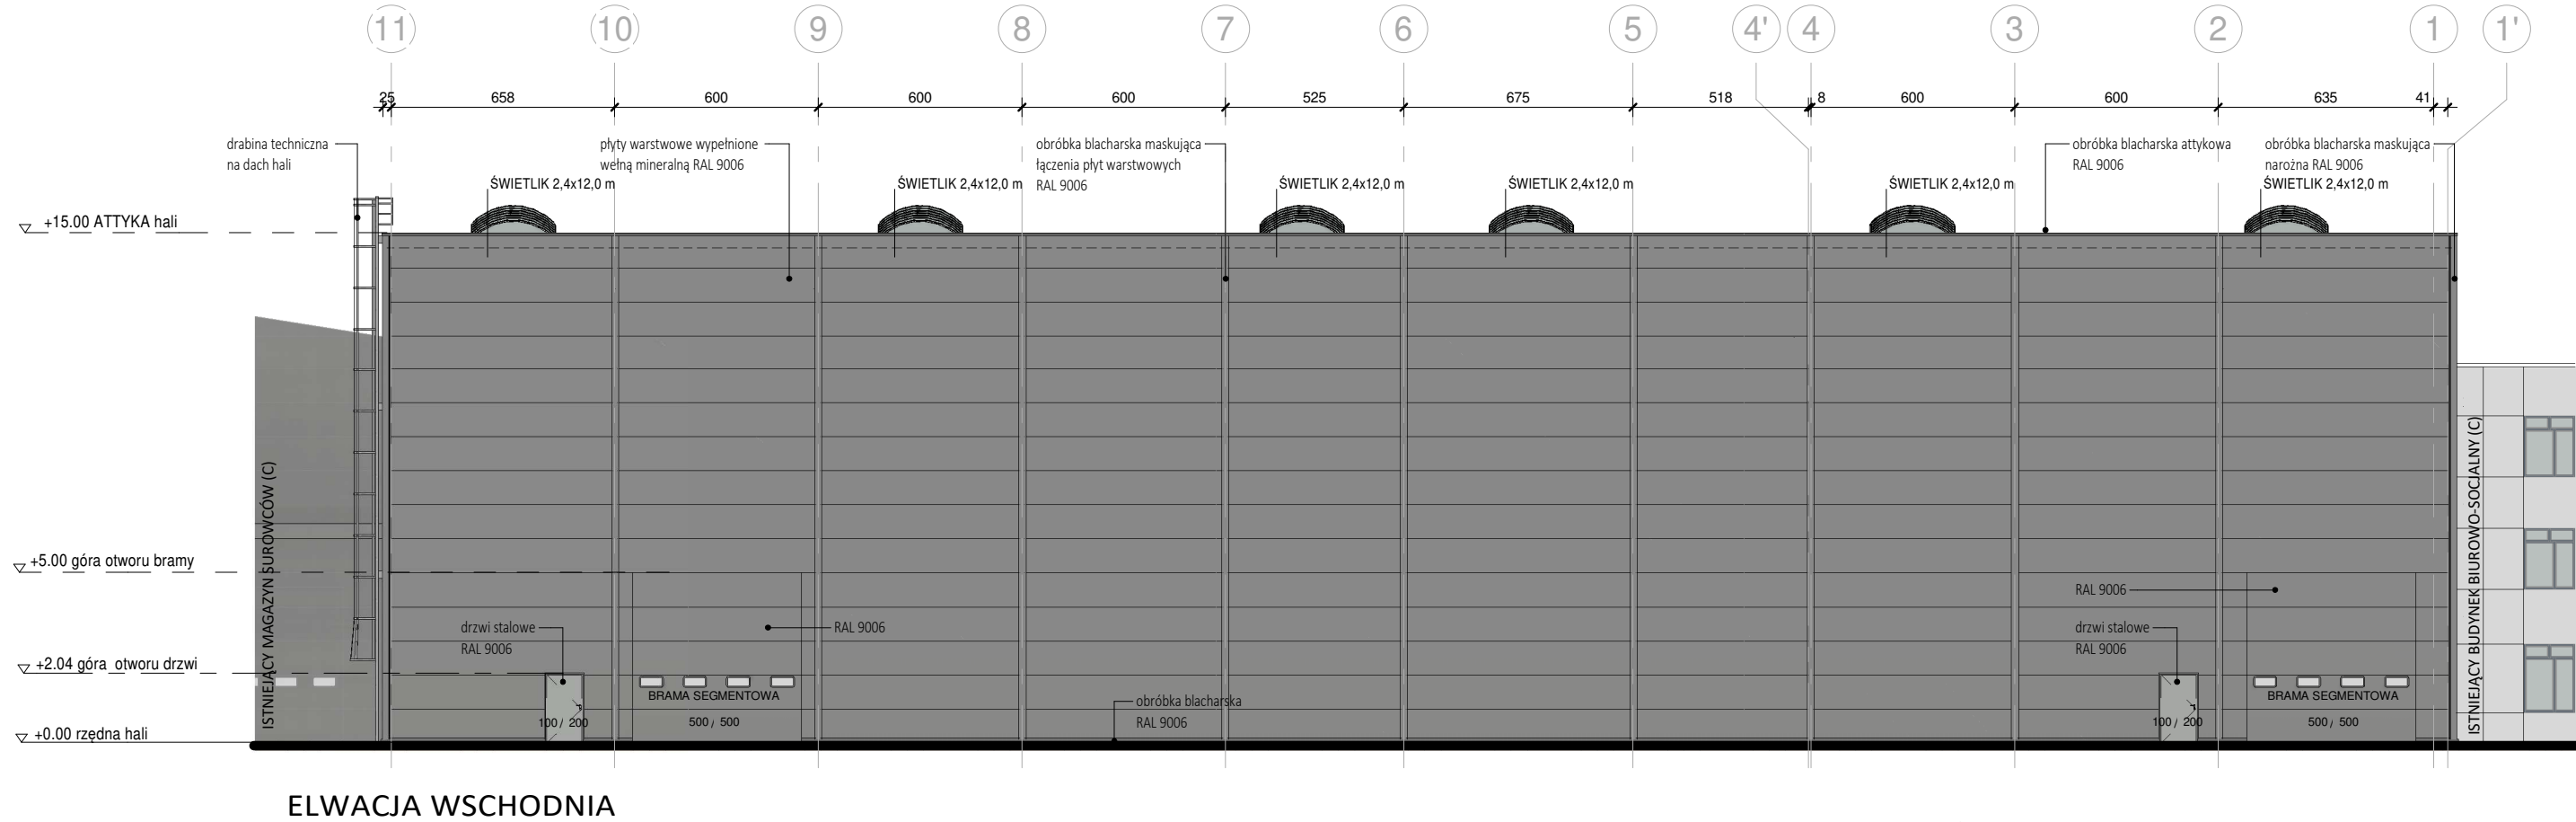 11
10
9
8
7
6
5
4'
4
3
2
1
1'
25
658
600
600
600
525
675
518
8
600
600
635
41
drabina techniczna
na dach hali
płyty warstwowe wypełnione
wełną mineralną RAL 9006
obróbka blacharska maskująca
łączenia płyt warstwowych
RAL 9006
obróbka blacharska attykowa
RAL 9006
obróbka blacharska maskująca
narożna RAL 9006
ŚWIETLIK 2,4x12,0 m
ŚWIETLIK 2,4x12,0 m
ŚWIETLIK 2,4x12,0 m
ŚWIETLIK 2,4x12,0 m
ŚWIETLIK 2,4x12,0 m
ŚWIETLIK 2,4x12,0 m
+15.00 ATTYKA hali
+5.00 góra otworu bramy
+2.04 góra otworu drzwi
+0.00 rzędna hali
ISTNIEJĄCY MAGAZYN SUROWCÓW (C)
drzwi stalowe
RAL 9006
100 / 200
RAL 9006
BRAMA SEGMENTOWA
500 / 500
obróbka blacharska
RAL 9006
RAL 9006
drzwi stalowe
RAL 9006
100 / 200
BRAMA SEGMENTOWA
500 / 500
ISTNIEJĄCY BUDYNEK BIUROWO-SOCJALNY (C)
ELWACJA WSCHODNIA